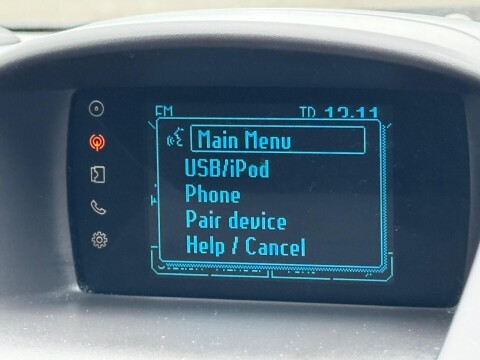 FM TP 12:11
Main Menu
USB/iPod
Phone
Pair device
Help / Cancel